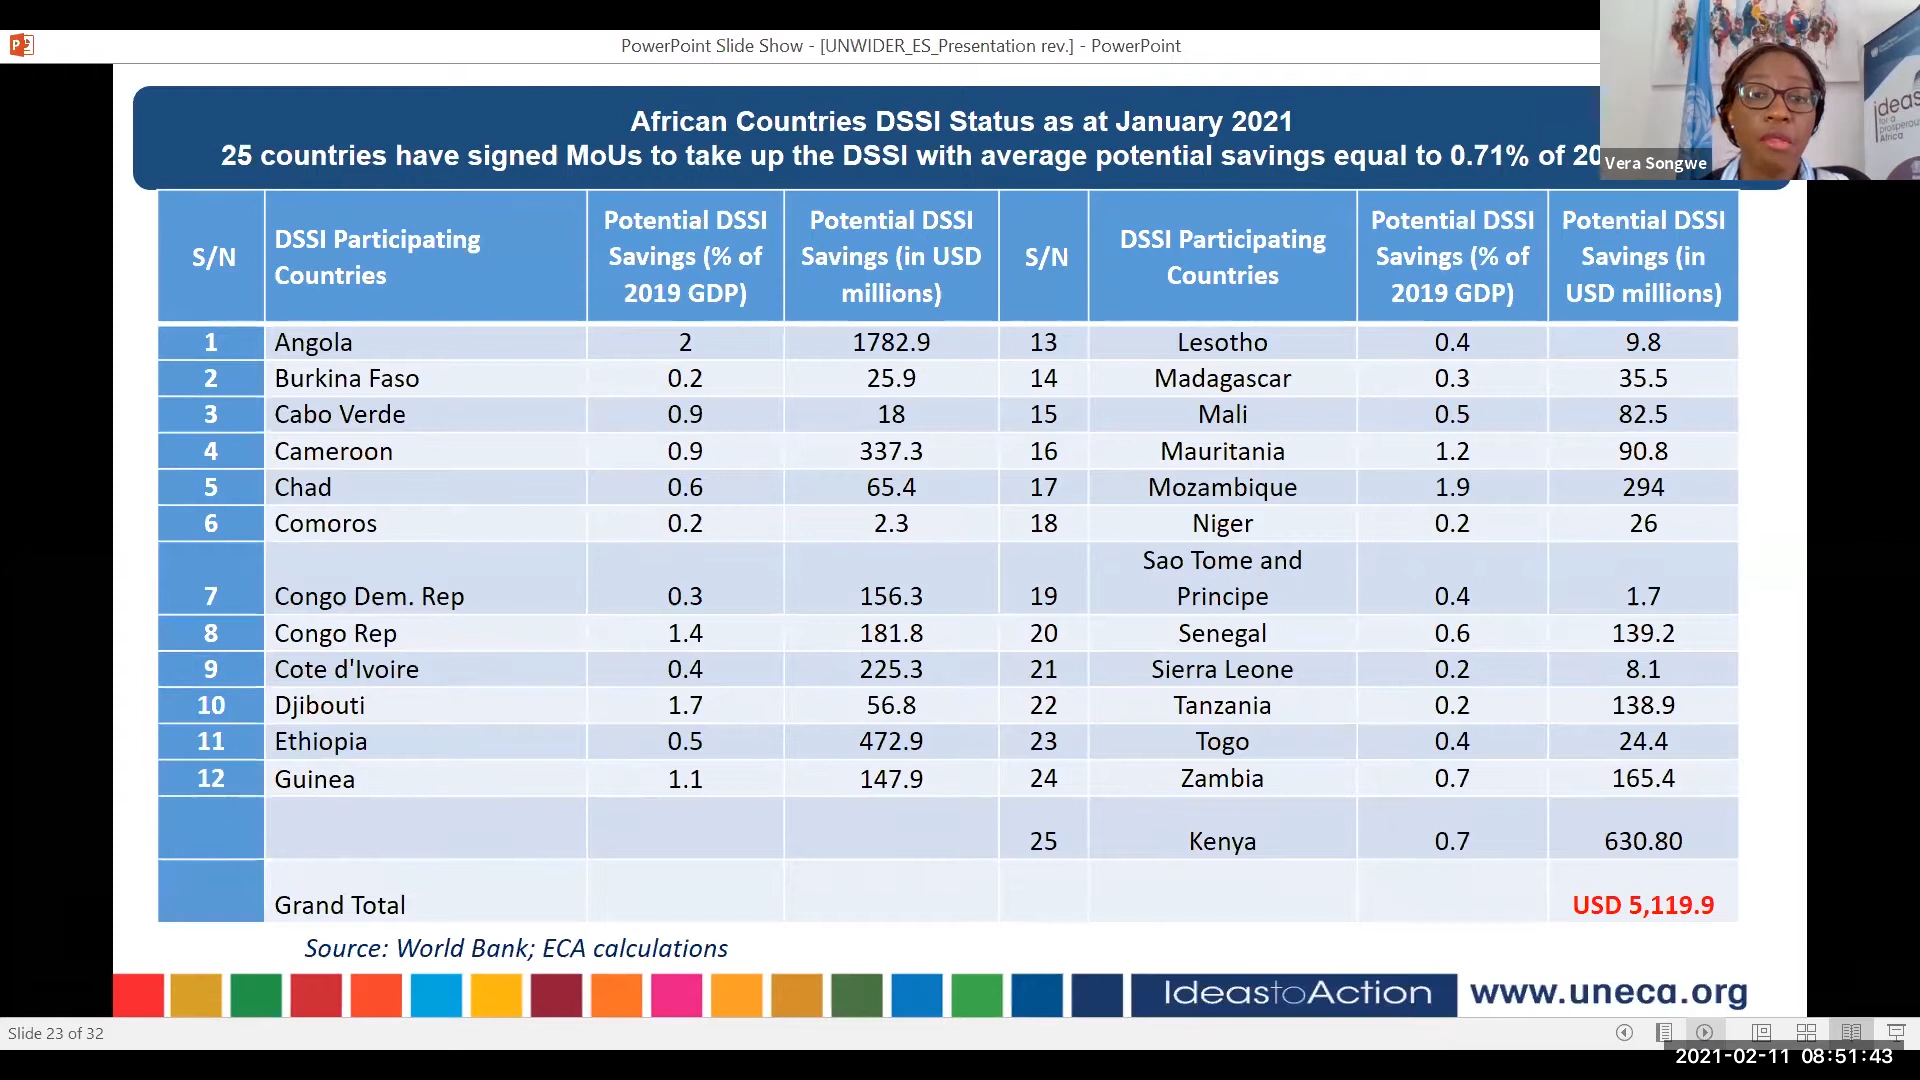 PowerPoint Slide Show - [UNWIDER_ES_Presentation rev.] - PowerPoint
African Countries DSSI Status as at January 2021
25 countries have signed MoUs to take up the DSSI with average potential savings equal to 0.71% of 20
Vera Songwe
ideas
for a
prosperous
Africa
S/N DSSI Participating Countries Potential DSSI Savings (% of 2019 GDP) Potential DSSI Savings (in USD millions) S/N DSSI Participating Countries Potential DSSI Savings (% of 2019 GDP) Potential DSSI Savings (in USD millions)
1 Angola 2 1782.9 13 Lesotho 0.4 9.8
2 Burkina Faso 0.2 25.9 14 Madagascar 0.3 35.5
3 Cabo Verde 0.9 18 15 Mali 0.5 82.5
4 Cameroon 0.9 337.3 16 Mauritania 1.2 90.8
5 Chad 0.6 65.4 17 Mozambique 1.9 294
6 Comoros 0.2 2.3 18 Niger 0.2 26
7 Congo Dem. Rep 0.3 156.3 19 Sao Tome and Principe 0.4 1.7
8 Congo Rep 1.4 181.8 20 Senegal 0.6 139.2
9 Cote d'Ivoire 0.4 225.3 21 Sierra Leone 0.2 8.1
10 Djibouti 1.7 56.8 22 Tanzania 0.2 138.9
11 Ethiopia 0.5 472.9 23 Togo 0.4 24.4
12 Guinea 1.1 147.9 24 Zambia 0.7 165.4
25 Kenya 0.7 630.80
Grand Total USD 5,119.9
Source: World Bank; ECA calculations
IdeastoAction www.uneca.org
Slide 23 of 32
2021-02-11 08:51:43